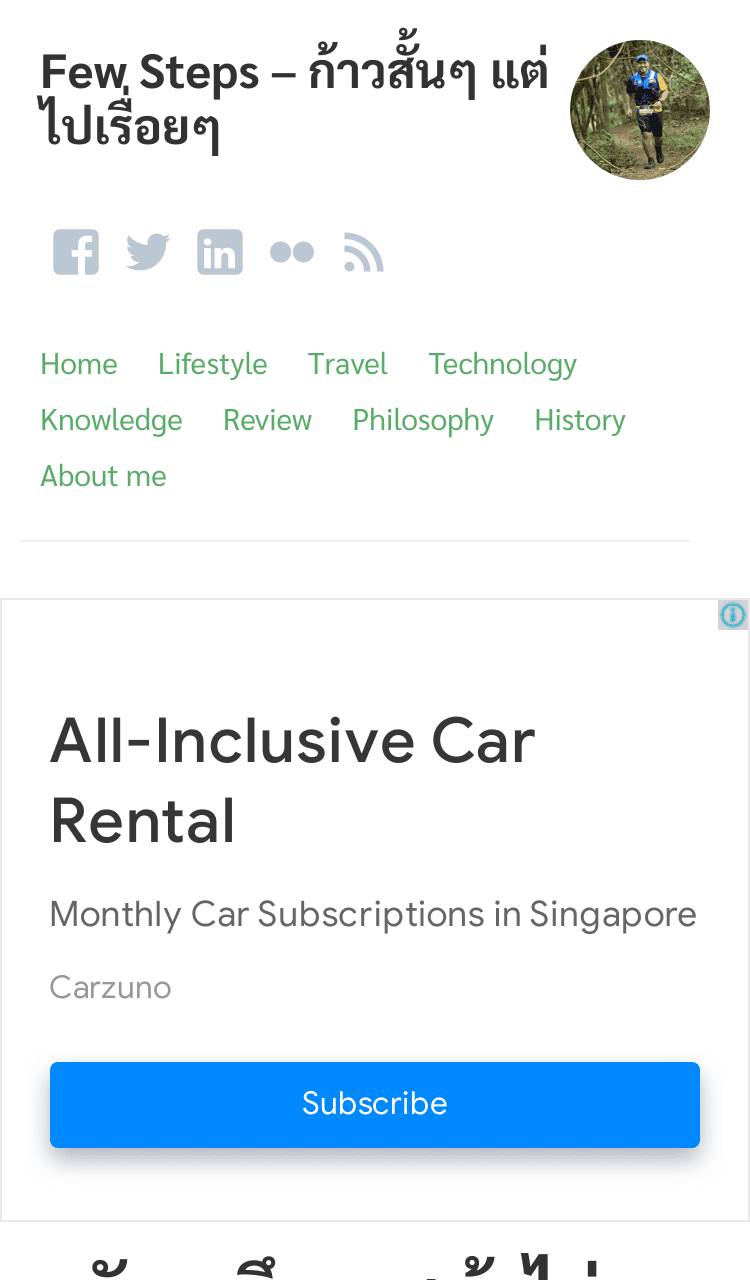 Few Steps – ก้าวสั้นๆ แต่
ไปเรื่อยๆ
Home Lifestyle Travel Technology
Knowledge Review Philosophy History
About me
All-Inclusive Car
Rental
Monthly Car Subscriptions in Singapore
Carzuno
Subscribe